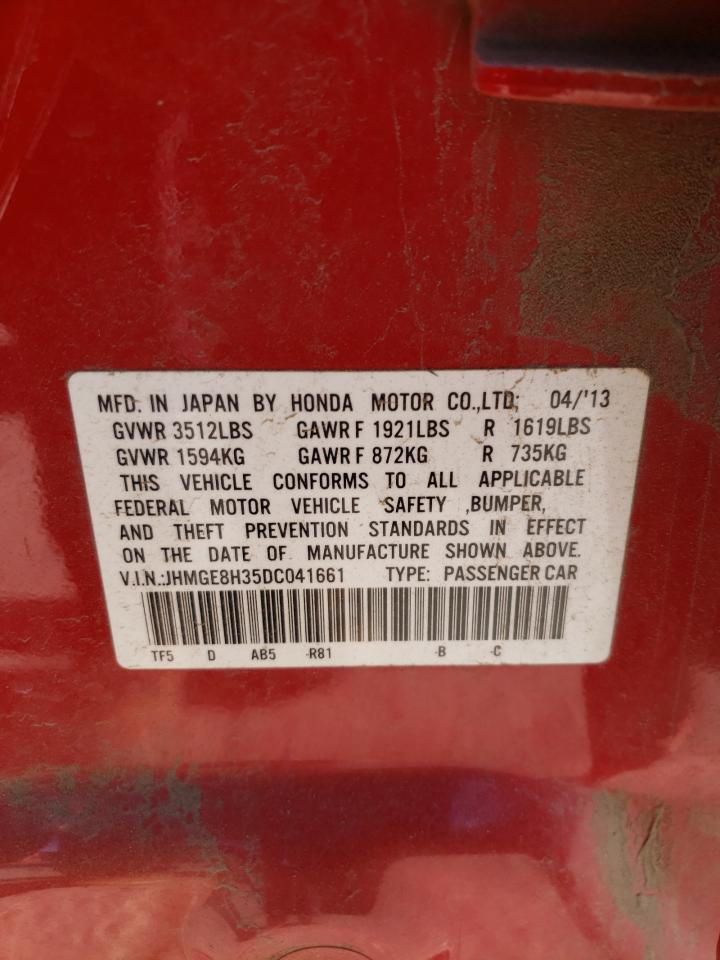 MFD. IN JAPAN BY HONDA MOTOR CO.,LTD; 04/'13
GVWR 3512LBS GAWR F 1921LBS R 1619LBS
GVWR 1594KG GAWR F 872KG R 735KG
THIS VEHICLE CONFORMS TO ALL APPLICABLE
FEDERAL MOTOR VEHICLE SAFETY ,BUMPER,
AND THEFT PREVENTION STANDARDS IN EFFECT
ON THE DATE OF MANUFACTURE SHOWN ABOVE.
V.I.N.:JHMGE8H35DC041661 TYPE: PASSENGER CAR
TF5 D AB5 -R81 -B -C